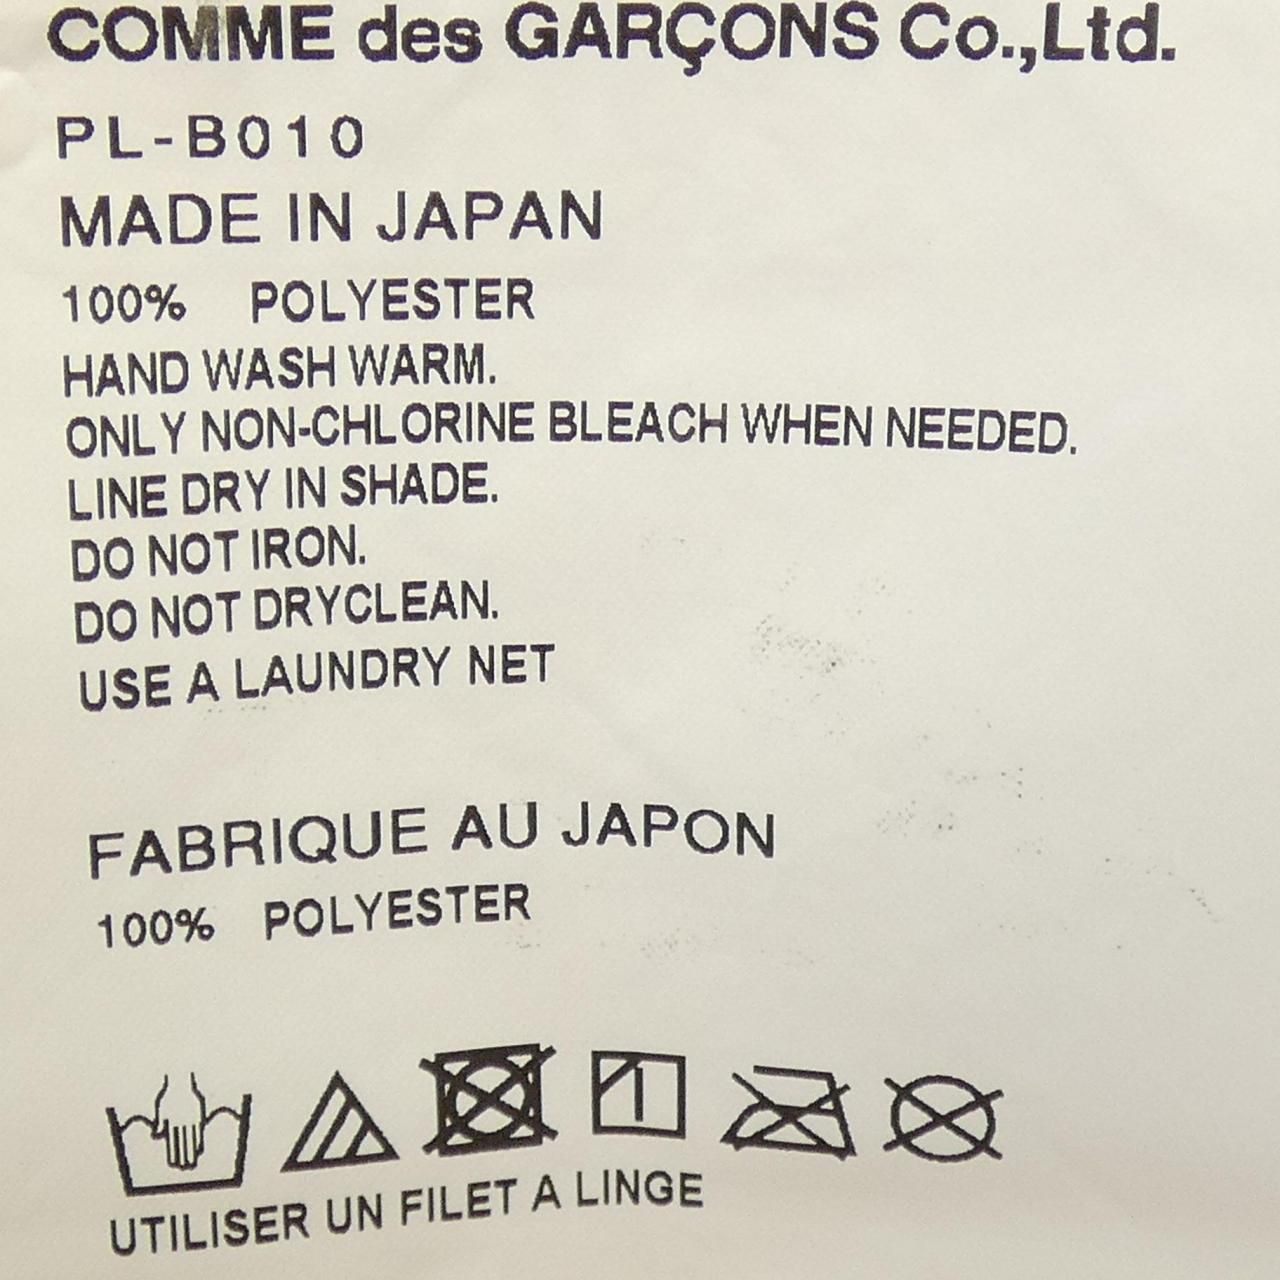 COMME des GARÇONS Co.,Ltd.
PL-B010
MADE IN JAPAN
100% POLYESTER
HAND WASH WARM.
ONLY NON-CHLORINE BLEACH WHEN NEEDED.
LINE DRY IN SHADE.
DO NOT IRON.
DO NOT DRYCLEAN.
USE A LAUNDRY NET
FABRIQUE AU JAPON
100% POLYESTER
UTILISER UN FILET A LINGE